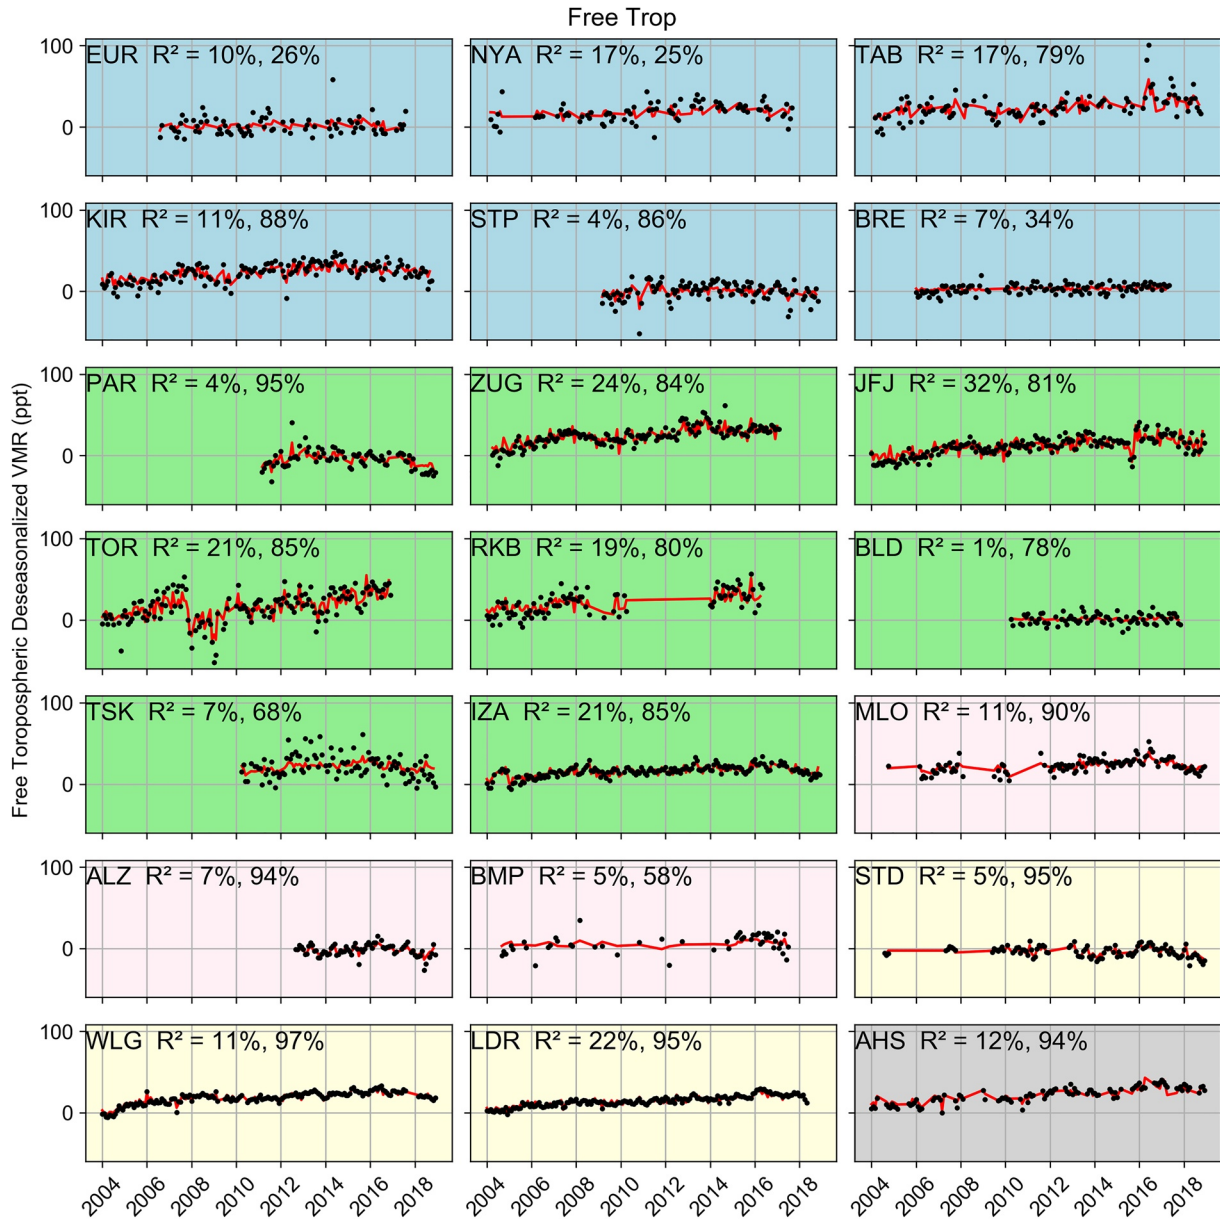 Free Trop
Free Toropospheric Deseasonalized VMR (ppt)
100
0
EUR R² = 10%, 26%
NYA R² = 17%, 25%
TAB R² = 17%, 79%
100
0
KIR R² = 11%, 88%
STP R² = 4%, 86%
BRE R² = 7%, 34%
100
0
PAR R² = 4%, 95%
ZUG R² = 24%, 84%
JFJ R² = 32%, 81%
100
0
TOR R² = 21%, 85%
RKB R² = 19%, 80%
BLD R² = 1%, 78%
100
0
TSK R² = 7%, 68%
IZA R² = 21%, 85%
MLO R² = 11%, 90%
100
0
ALZ R² = 7%, 94%
BMP R² = 5%, 58%
STD R² = 5%, 95%
100
0
WLG R² = 11%, 97%
LDR R² = 22%, 95%
AHS R² = 12%, 94%
2004 2006 2008 2010 2012 2014 2016 2018
2004 2006 2008 2010 2012 2014 2016 2018
2004 2006 2008 2010 2012 2014 2016 2018